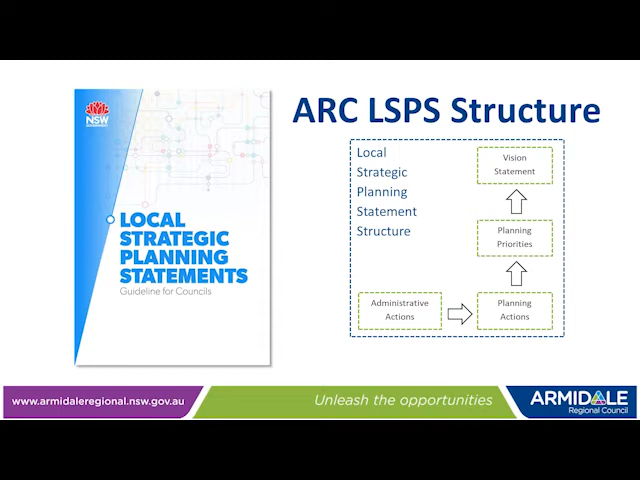 NSW
GOVERNMENT
LOCAL
STRATEGIC
PLANNING
STATEMENTS
Guideline for Councils
ARC LSPS Structure
Local
Strategic
Planning
Statement
Structure
Vision
Statement
Planning
Priorities
Administrative
Actions
Planning
Actions
www.armidaleregional.nsw.gov.au
Unleash the opportunities
ARMIDALE
Regional Council